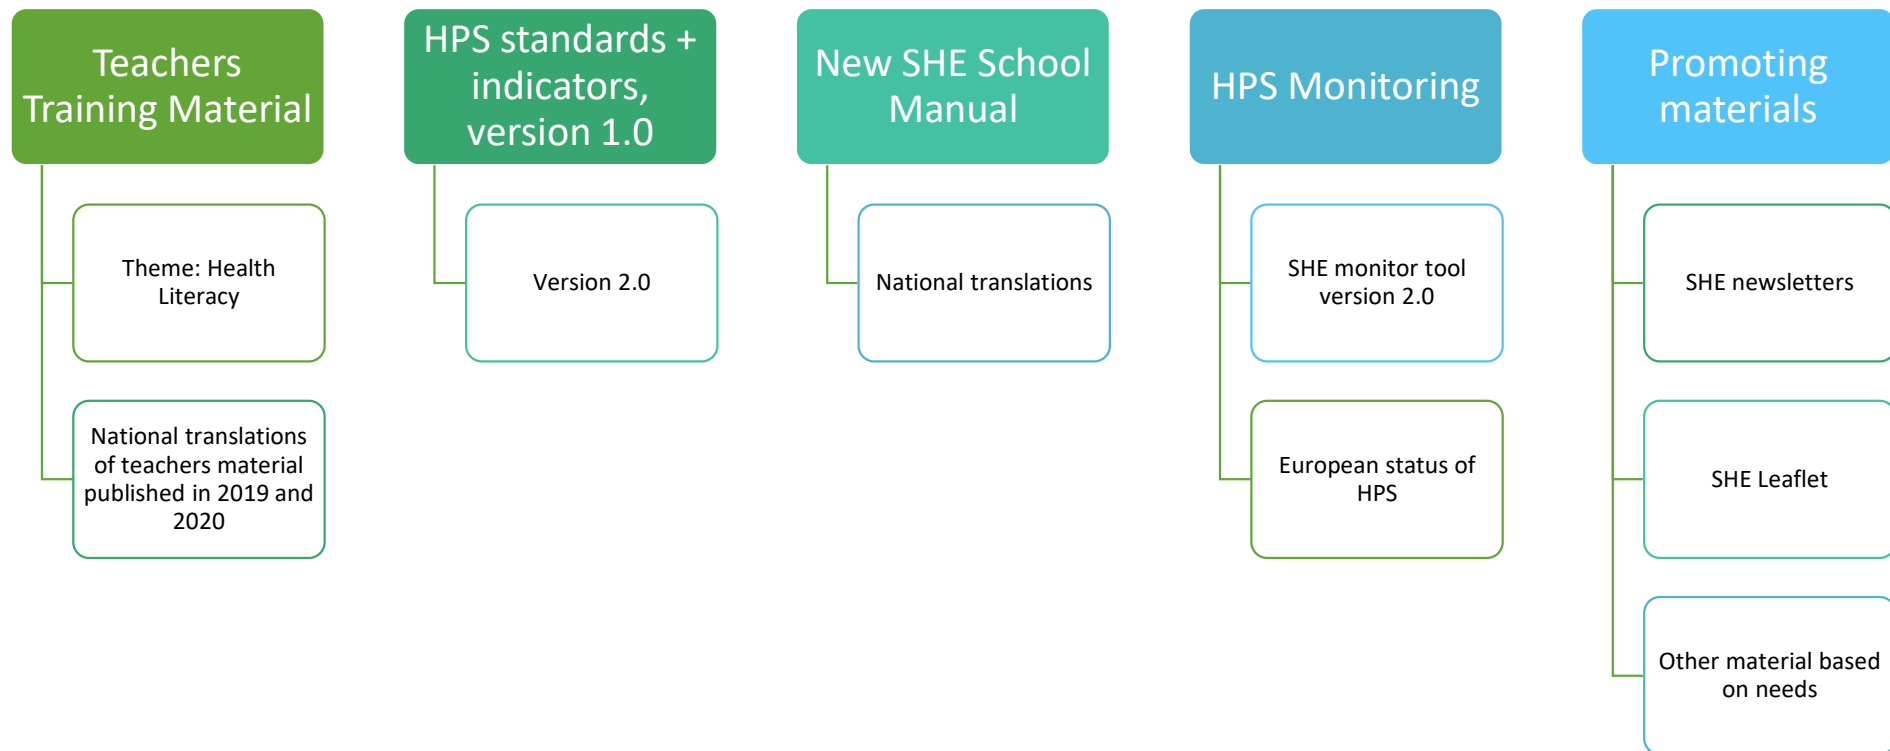 Teachers
Training Material
Theme: Health
Literacy
National translations
of teachers material
published in 2019 and
2020
HPS standards +
indicators,
version 1.0
Version 2.0
New SHE School
Manual
National translations
HPS Monitoring
SHE monitor tool
version 2.0
European status of
HPS
Promoting
materials
SHE newsletters
SHE Leaflet
Other material based
on needs